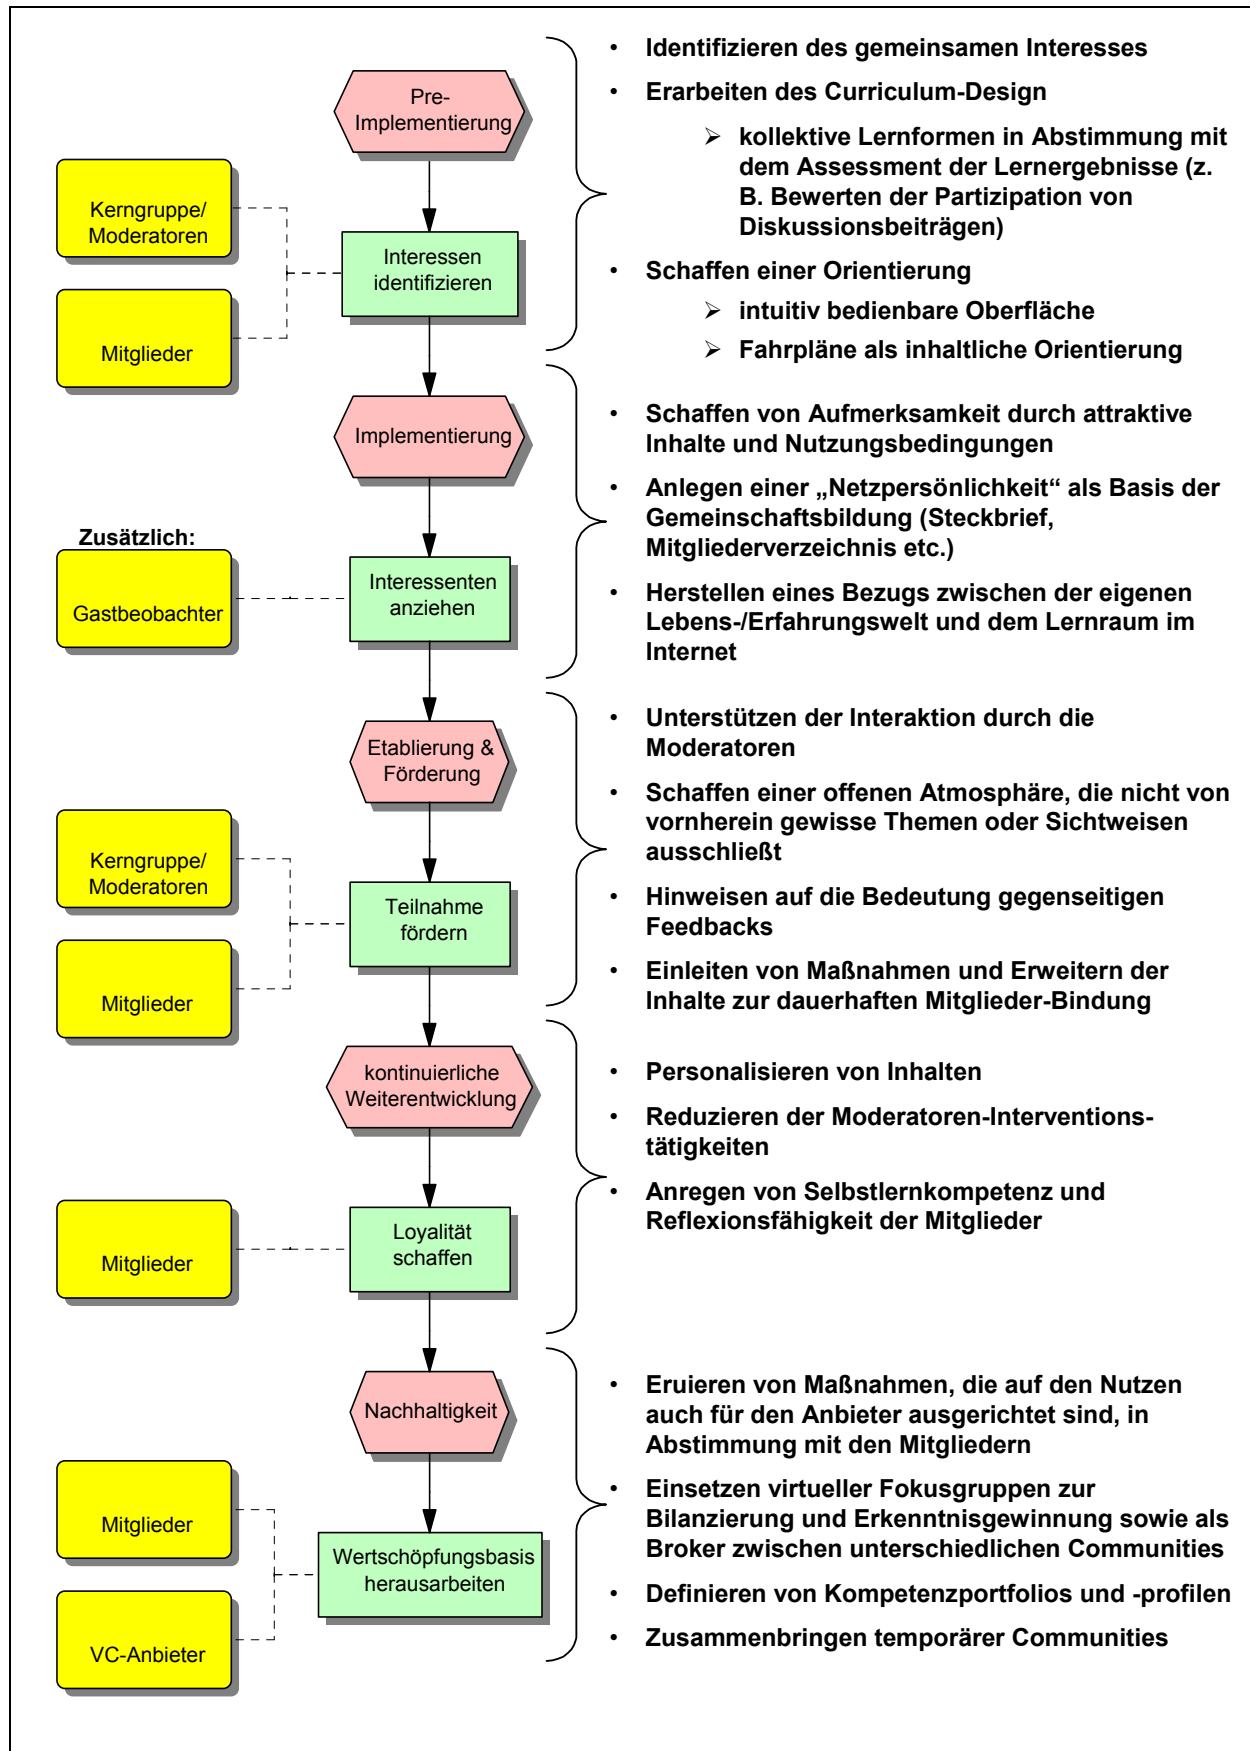 Pre-
Implementierung
Kerngruppe/
Moderatoren
Interessen
identifizieren
Mitglieder
• Identifizieren des gemeinsamen Interesses
• Erarbeiten des Curriculum-Design
➢ kollektive Lernformen in Abstimmung mit
dem Assessment der Lernergebnisse (z.
B. Bewerten der Partizipation von
Diskussionsbeiträgen)
• Schaffen einer Orientierung
➢ intuitiv bedienbare Oberfläche
➢ Fahrpläne als inhaltliche Orientierung
Implementierung
Zusätzlich:
Gastbeobachter
Interessenten
anziehen
• Schaffen von Aufmerksamkeit durch attraktive
Inhalte und Nutzungsbedingungen
• Anlegen einer „Netzpersönlichkeit“ als Basis der
Gemeinschaftsbildung (Steckbrief,
Mitgliederverzeichnis etc.)
• Herstellen eines Bezugs zwischen der eigenen
Lebens-/Erfahrungswelt und dem Lernraum im
Internet
Etablierung &
Förderung
Kerngruppe/
Moderatoren
Teilnahme
fördern
Mitglieder
• Unterstützen der Interaktion durch die
Moderatoren
• Schaffen einer offenen Atmosphäre, die nicht von
vornherein gewisse Themen oder Sichtweisen
ausschließt
• Hinweisen auf die Bedeutung gegenseitigen
Feedbacks
• Einleiten von Maßnahmen und Erweitern der
Inhalte zur dauerhaften Mitglieder-Bindung
kontinuierliche
Weiterentwicklung
Mitglieder
Loyalität
schaffen
• Personalisieren von Inhalten
• Reduzieren der Moderatoren-Interventions-
tätigkeiten
• Anregen von Selbstlernkompetenz und
Reflexionsfähigkeit der Mitglieder
Nachhaltigkeit
Mitglieder
Wertschöpfungsbasis
herausarbeiten
VC-Anbieter
• Eruieren von Maßnahmen, die auf den Nutzen
auch für den Anbieter ausgerichtet sind, in
Abstimmung mit den Mitgliedern
• Einsetzen virtueller Fokusgruppen zur
Bilanzierung und Erkenntnisgewinnung sowie als
Broker zwischen unterschiedlichen Communities
• Definieren von Kompetenzportfolios und -profilen
• Zusammenbringen temporärer Communities